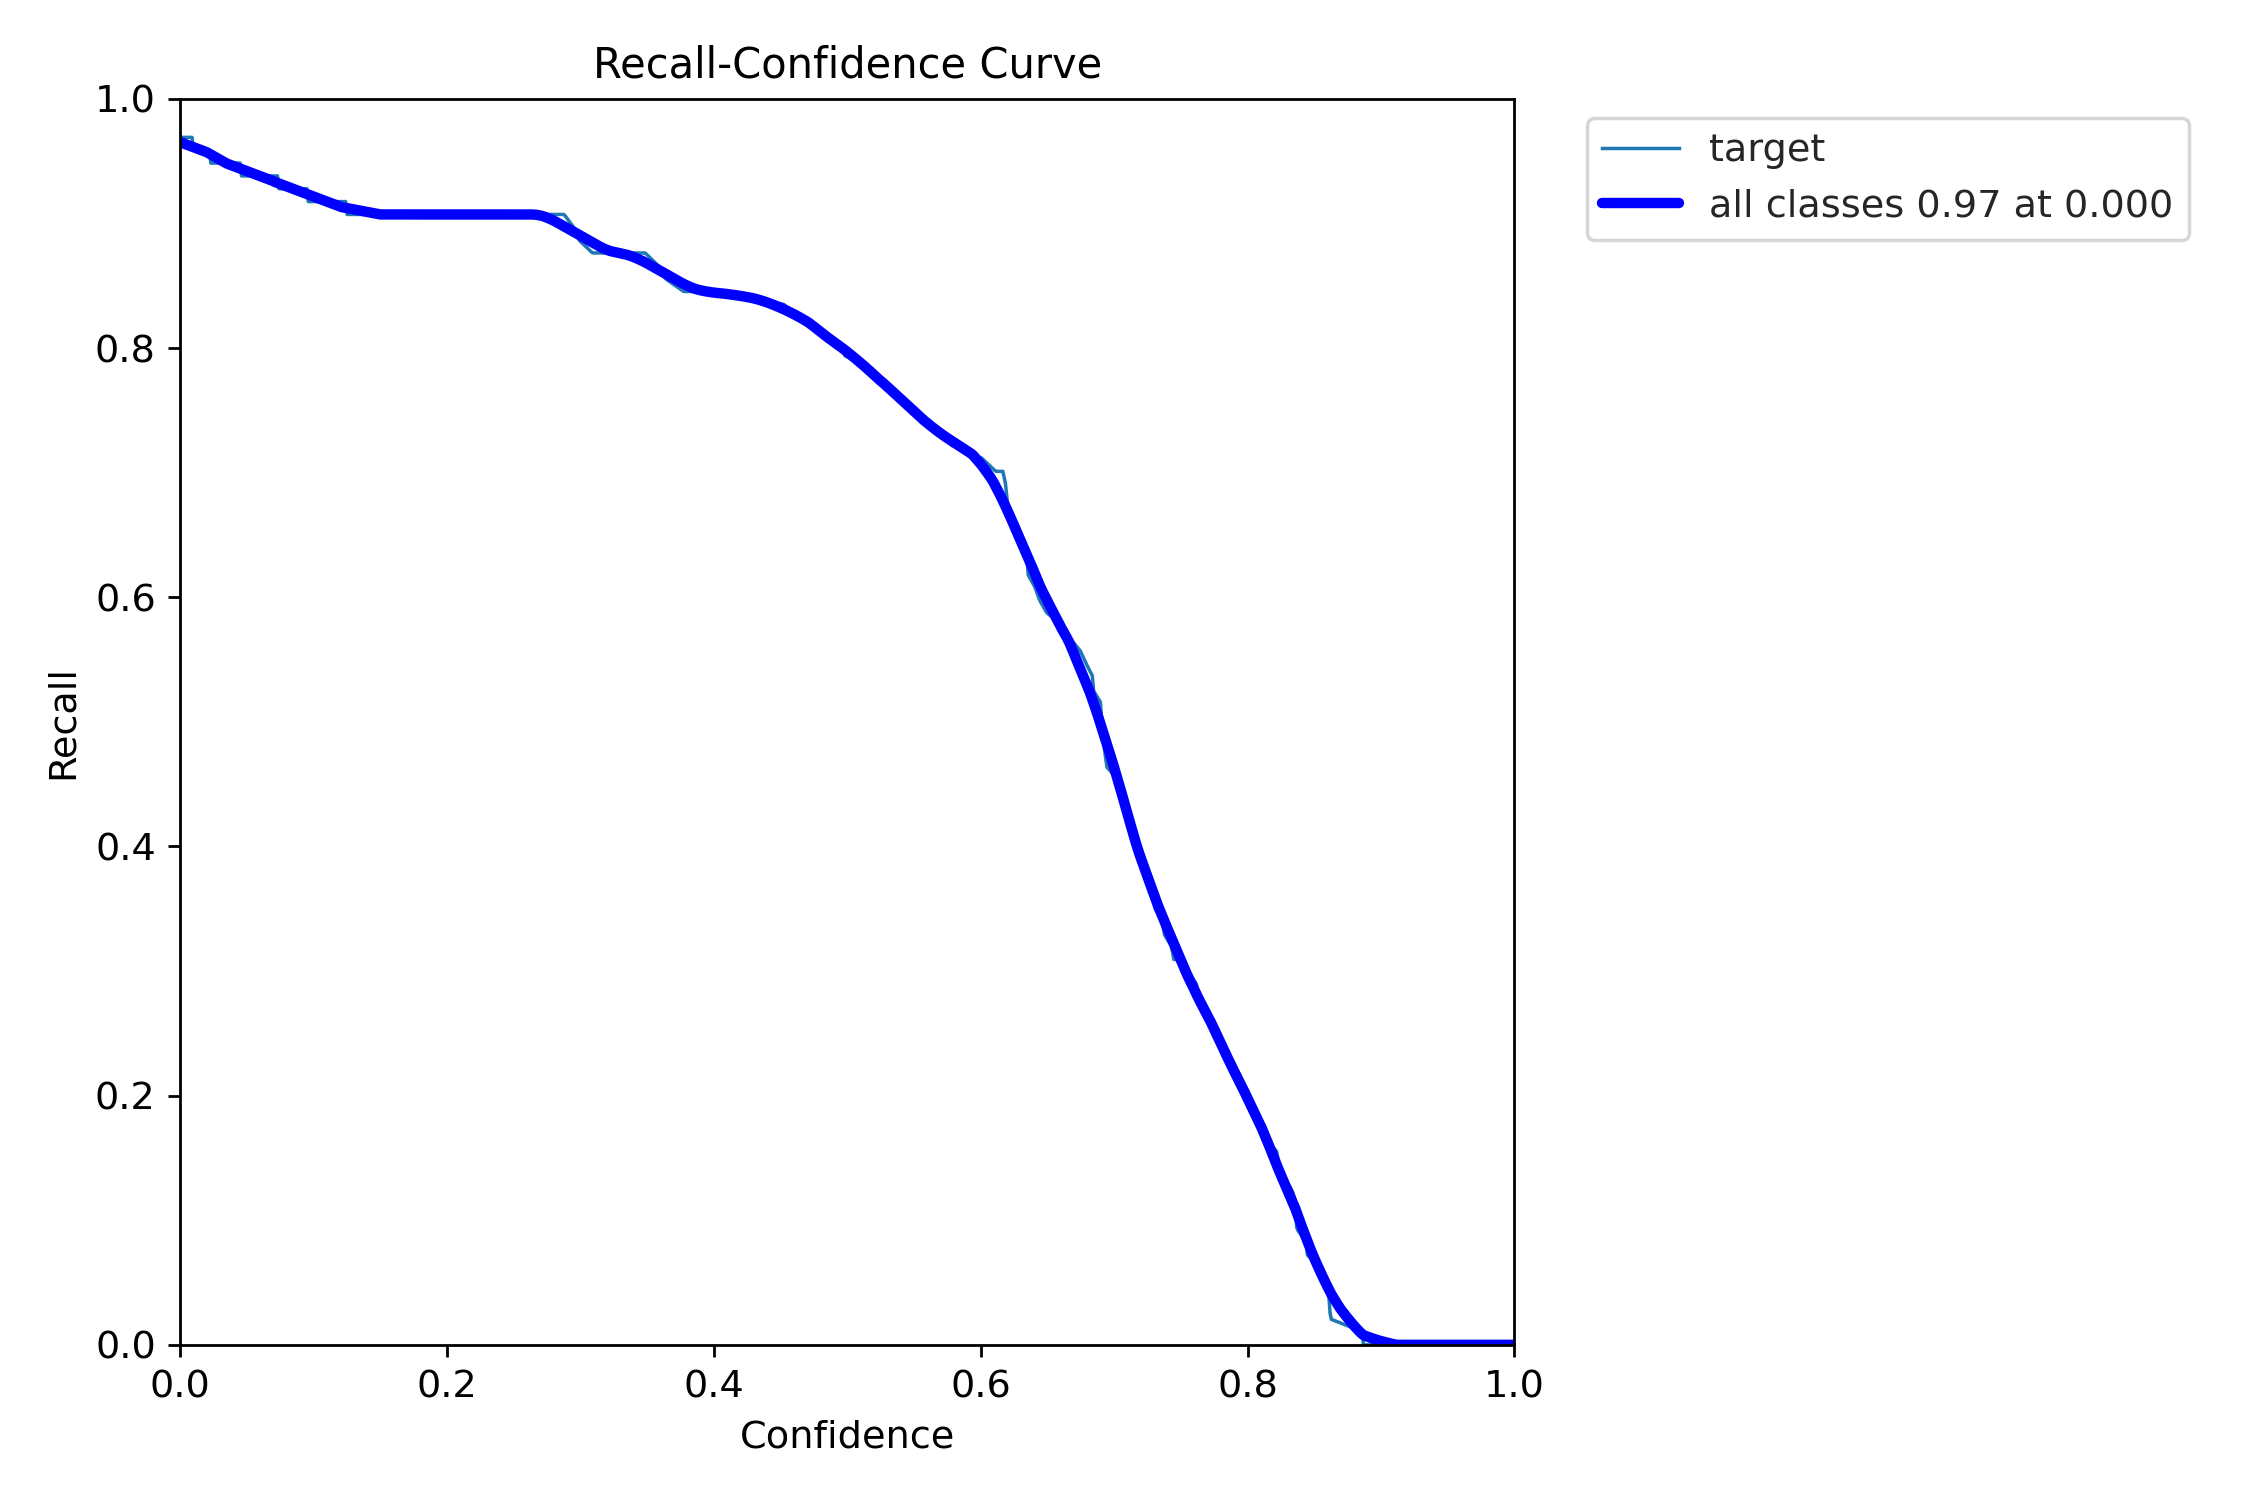 Recall-Confidence Curve
1.0
0.8
0.6
0.4
0.2
0.0
Recall
0.0 0.2 0.4 0.6 0.8 1.0
Confidence
target
all classes 0.97 at 0.000